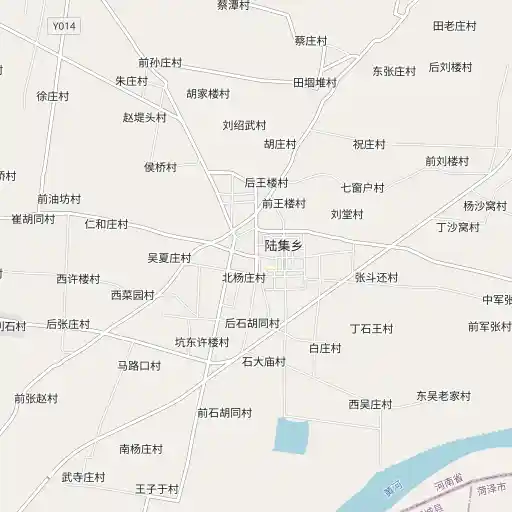 蔡潭村
Y014
田老庄村
蔡庄村
前孙庄村
东张庄村
后刘楼村
朱庄村
田堌堆村
徐庄村
胡家楼村
赵堤头村
刘绍武村
胡庄村
祝庄村
侯桥村
前刘楼村
桥村
后王楼村
七窗户村
前油坊村
前王楼村
杨沙窝村
崔胡同村
仁和庄村
刘堂村
丁沙窝村
陆集乡
吴夏庄村
西许楼村
北杨庄村
张斗还村
西菜园村
中军张
石村
后张庄村
后石胡同村
丁石王村
前军张村
坑东许楼村
白庄村
马路口村
石大庙村
前张赵村
东吴老家村
西吴庄村
前石胡同村
南杨庄村
武寺庄村
王子于村
黄河
河南省
菏泽市
县